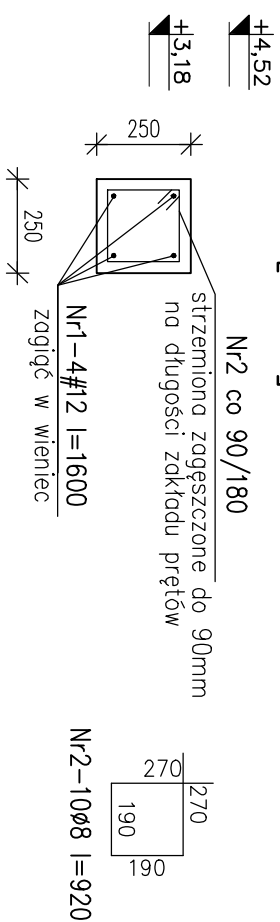 +4,52
+3,18
250
250
Nr2 co 90/180
strzemiona zagęszczone do 90mm
na długości zakładu prętów
Nr1-4#12 l=1600
zagiąć w wieniec
270
270
190
190
Nr2-10ø8 l=920